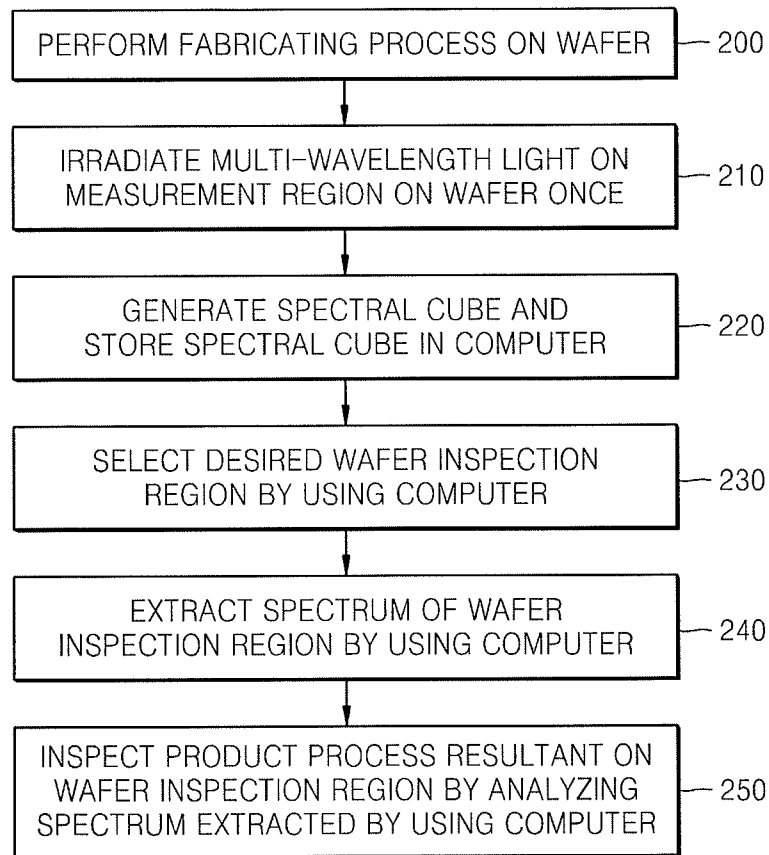 PERFORM FABRICATING PROCESS ON WAFER
200
IRRADIATE MULTI-WAVELENGTH LIGHT ON
MEASUREMENT REGION ON WAFER ONCE
210
GENERATE SPECTRAL CUBE AND
STORE SPECTRAL CUBE IN COMPUTER
220
SELECT DESIRED WAFER INSPECTION
REGION BY USING COMPUTER
230
EXTRACT SPECTRUM OF WAFER
INSPECTION REGION BY USING COMPUTER
240
INSPECT PRODUCT PROCESS RESULTANT ON
WAFER INSPECTION REGION BY ANALYZING
SPECTRUM EXTRACTED BY USING COMPUTER
250